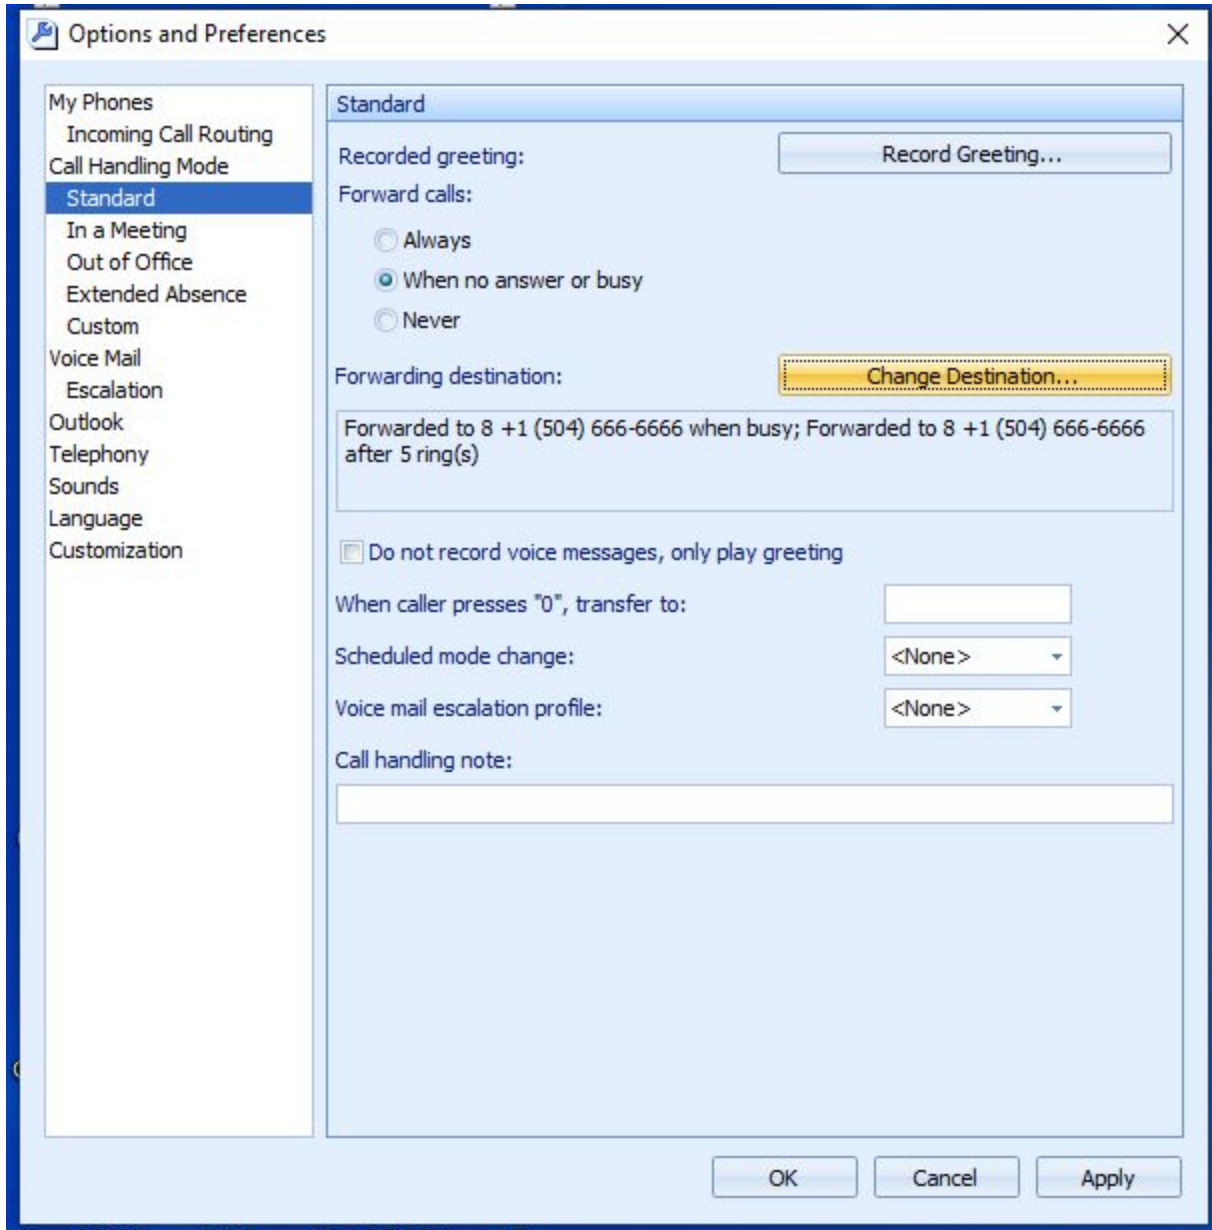 Options and Preferences
My Phones
Incoming Call Routing
Call Handling Mode
Standard
In a Meeting
Out of Office
Extended Absence
Custom
Voice Mail
Escalation
Outlook
Telephony
Sounds
Language
Customization
Standard
Recorded greeting: Record Greeting...
Forward calls:
Always
When no answer or busy
Never
Forwarding destination: Change Destination...
Forwarded to 8 +1 (504) 666-6666 when busy; Forwarded to 8 +1 (504) 666-6666
after 5 ring(s)
Do not record voice messages, only play greeting
When caller presses "0", transfer to:
Scheduled mode change: <None>
Voice mail escalation profile: <None>
Call handling note:
OK Cancel Apply